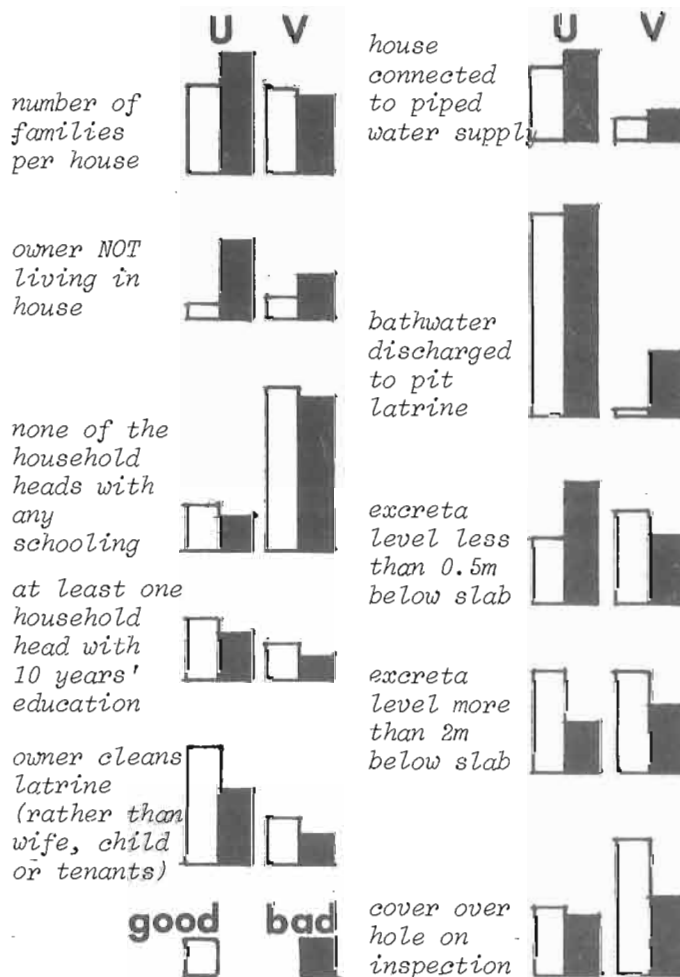 U V
number of
families
per house
owner NOT
living in
house
none of the
household
heads with
any
schooling
at least one
household
head with
10 years'
education
owner cleans
latrine
(rather than
wife, child
or tenants)
good bad
U V
house
connected
to piped
water supply
bathwater
discharged
to pit
latrine
excreta
level less
than 0.5m
below slab
excreta
level more
than 2m
below slab
cover over
hole on
inspection